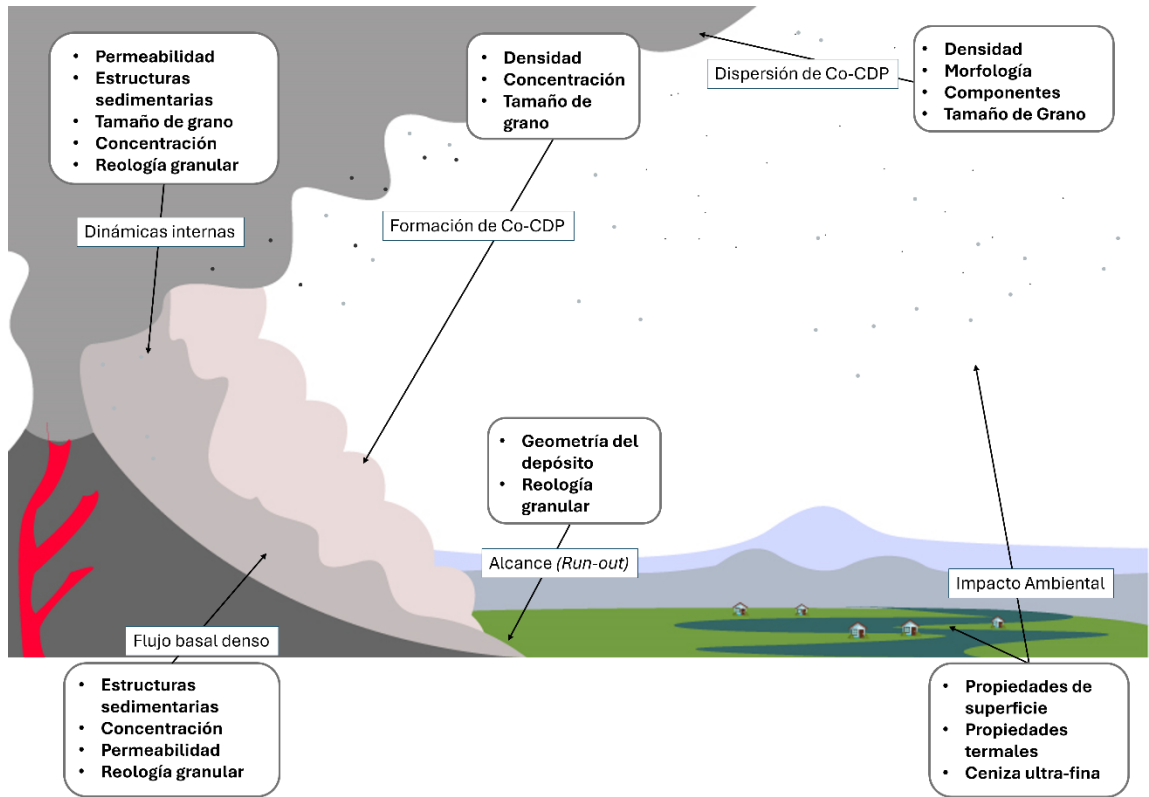 • Permeabilidad
• Estructuras
sedimentarias
• Tamaño de grano
• Concentración
• Reología granular
Dinámicas internas
• Densidad
• Concentración
• Tamaño de
grano
Formación de Co-CDP
Dispersión de Co-CDP
• Densidad
• Morfología
• Componentes
• Tamaño de Grano
• Geometría del
depósito
• Reología
granular
Alcance (Run-out)
Impacto Ambiental
Flujo basal denso
• Estructuras
sedimentarias
• Concentración
• Permeabilidad
• Reología granular
• Propiedades de
superficie
• Propiedades
termales
• Ceniza ultra-fina